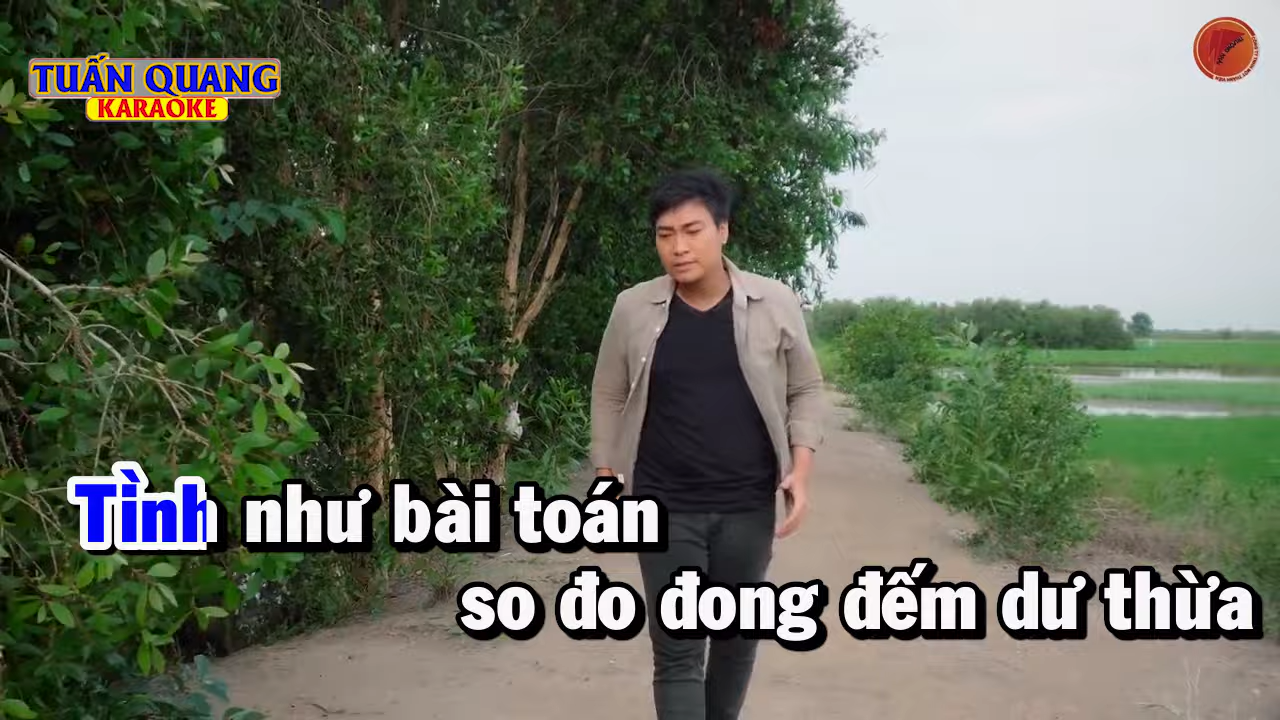 TUẤN QUANG
KARAOKE
Tình như bài toán
so đo đong đếm dư thừa